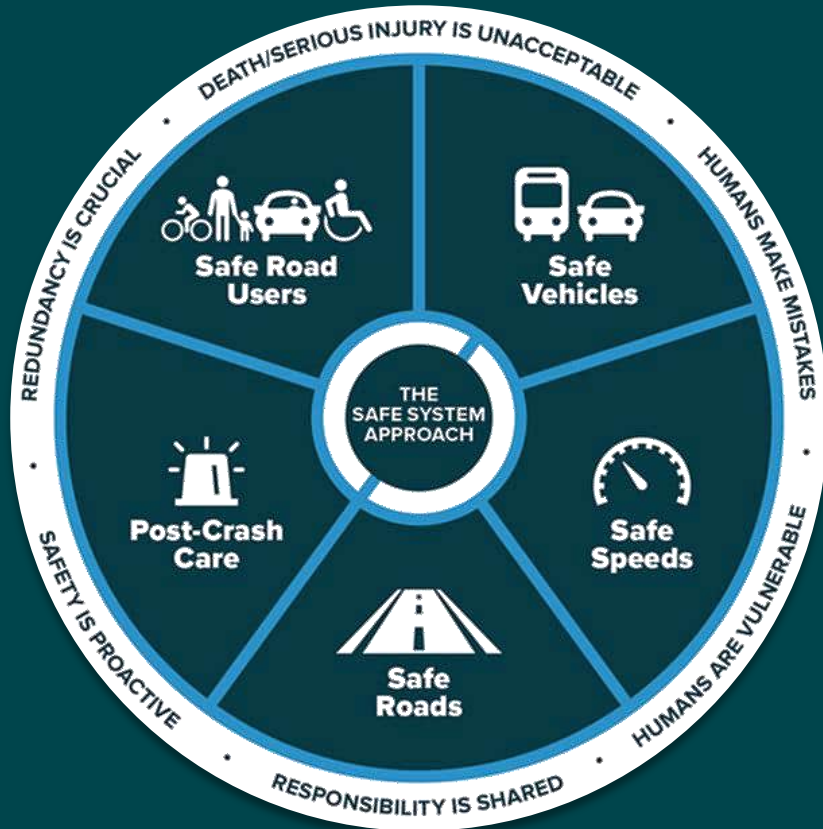 DEATH/SERIOUS INJURY IS UNACCEPTABLE
HUMANS MAKE MISTAKES
HUMANS ARE VULNERABLE
RESPONSIBILITY IS SHARED
SAFETY IS PROACTIVE
REDUNDANCY IS CRUCIAL
Safe Road
Users
Safe
Vehicles
THE
SAFE SYSTEM
APPROACH
Post-Crash
Care
Safe
Speeds
Safe
Roads